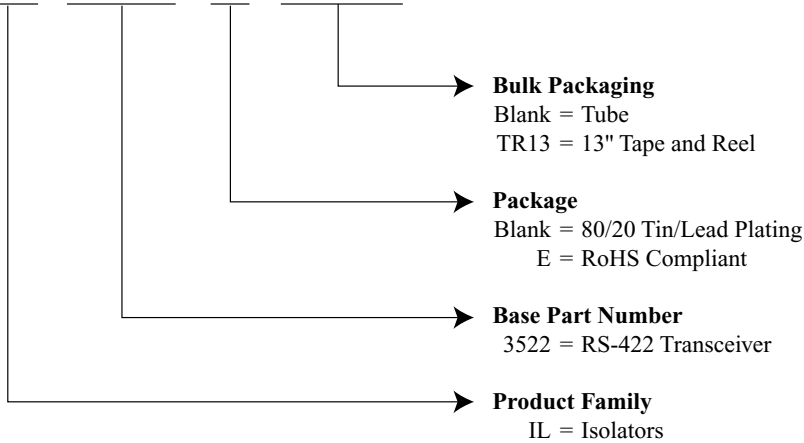 Bulk Packaging
Blank = Tube
TR13 = 13" Tape and Reel
Package
Blank = 80/20 Tin/Lead Plating
E = RoHS Compliant
Base Part Number
3522 = RS-422 Transceiver
Product Family
IL = Isolators